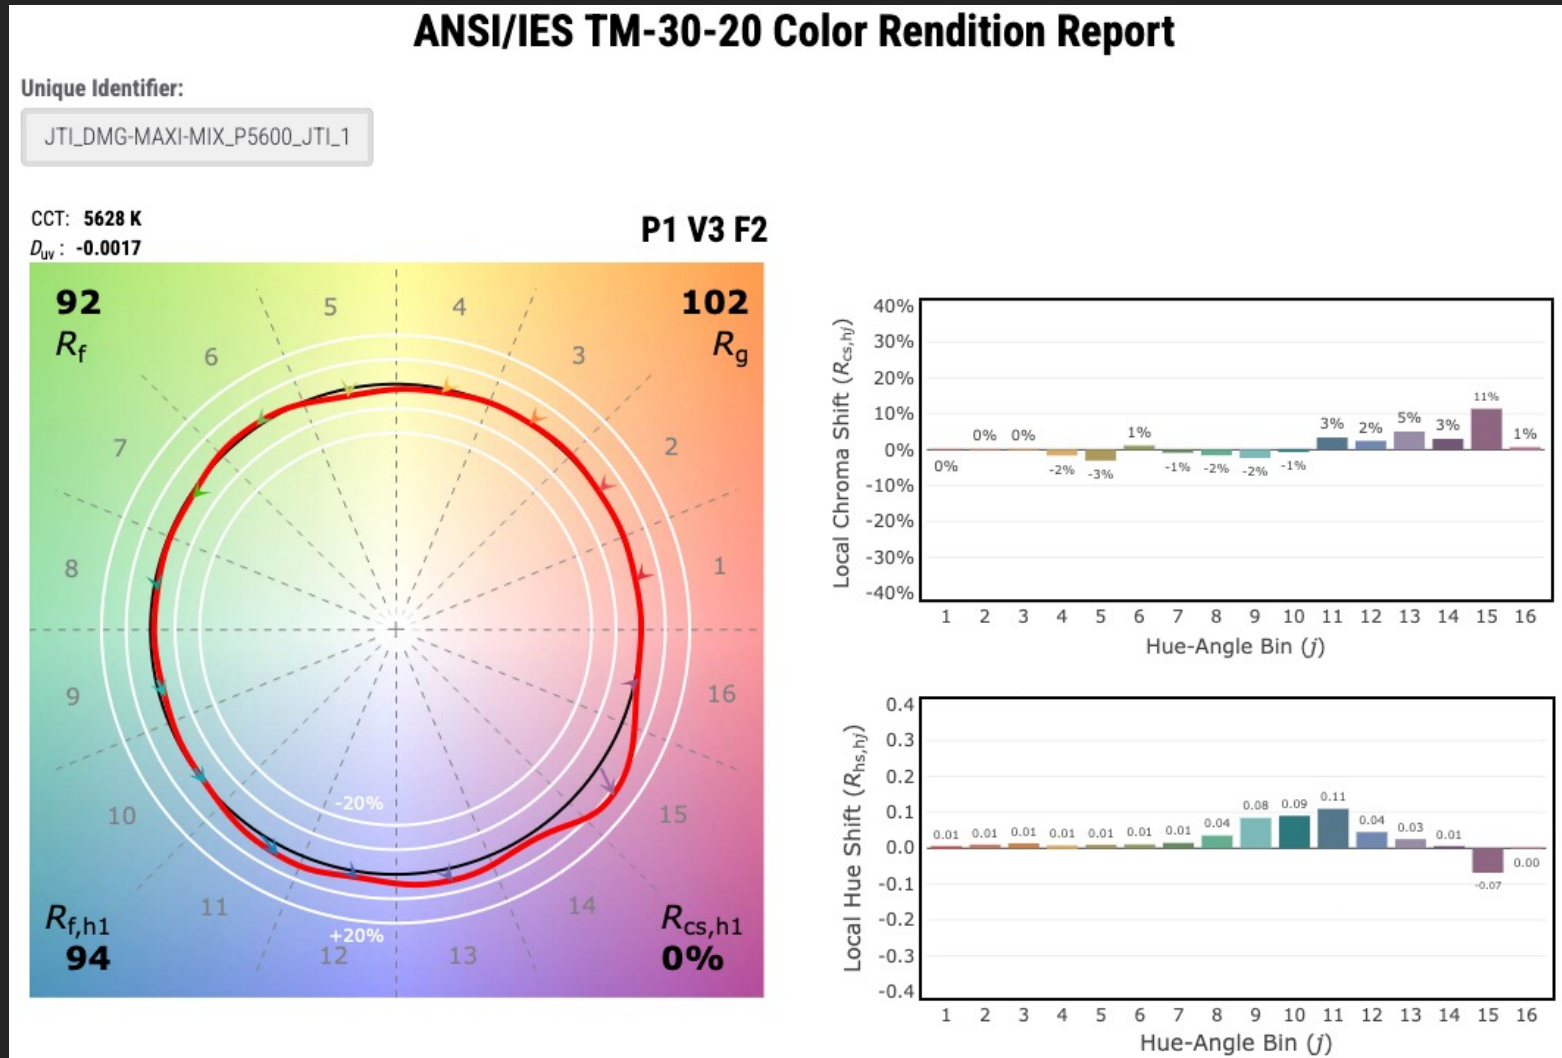 ANSI/IES TM-30-20 Color Rendition Report
Unique Identifier:
JTI_DMG-MAXI-MIX_P5600_JTI_1
CCT: 5628 K
Duv : -0.0017
P1 V3 F2
92
Rf
102
Rg
5
4
6
3
7
2
8
1
9
16
10
15
11
14
12
13
-20%
+20%
Rf,h1
94
Rcs,h1
0%
Local Chroma Shift (Rcs,hj)
40%
30%
20%
10%
0%
-10%
-20%
-30%
-40%
0% 0% 0% -2% -3% 1% -1% -2% -2% -1% 3% 2% 5% 3% 11% 1%
1 2 3 4 5 6 7 8 9 10 11 12 13 14 15 16
Hue-Angle Bin (j)
Local Hue Shift (Rhs,hj)
0.4
0.3
0.2
0.1
0.0
-0.1
-0.2
-0.3
-0.4
0.01 0.01 0.01 0.01 0.01 0.01 0.01 0.04 0.08 0.09 0.11 0.04 0.03 0.01 -0.07 0.00
1 2 3 4 5 6 7 8 9 10 11 12 13 14 15 16
Hue-Angle Bin (j)